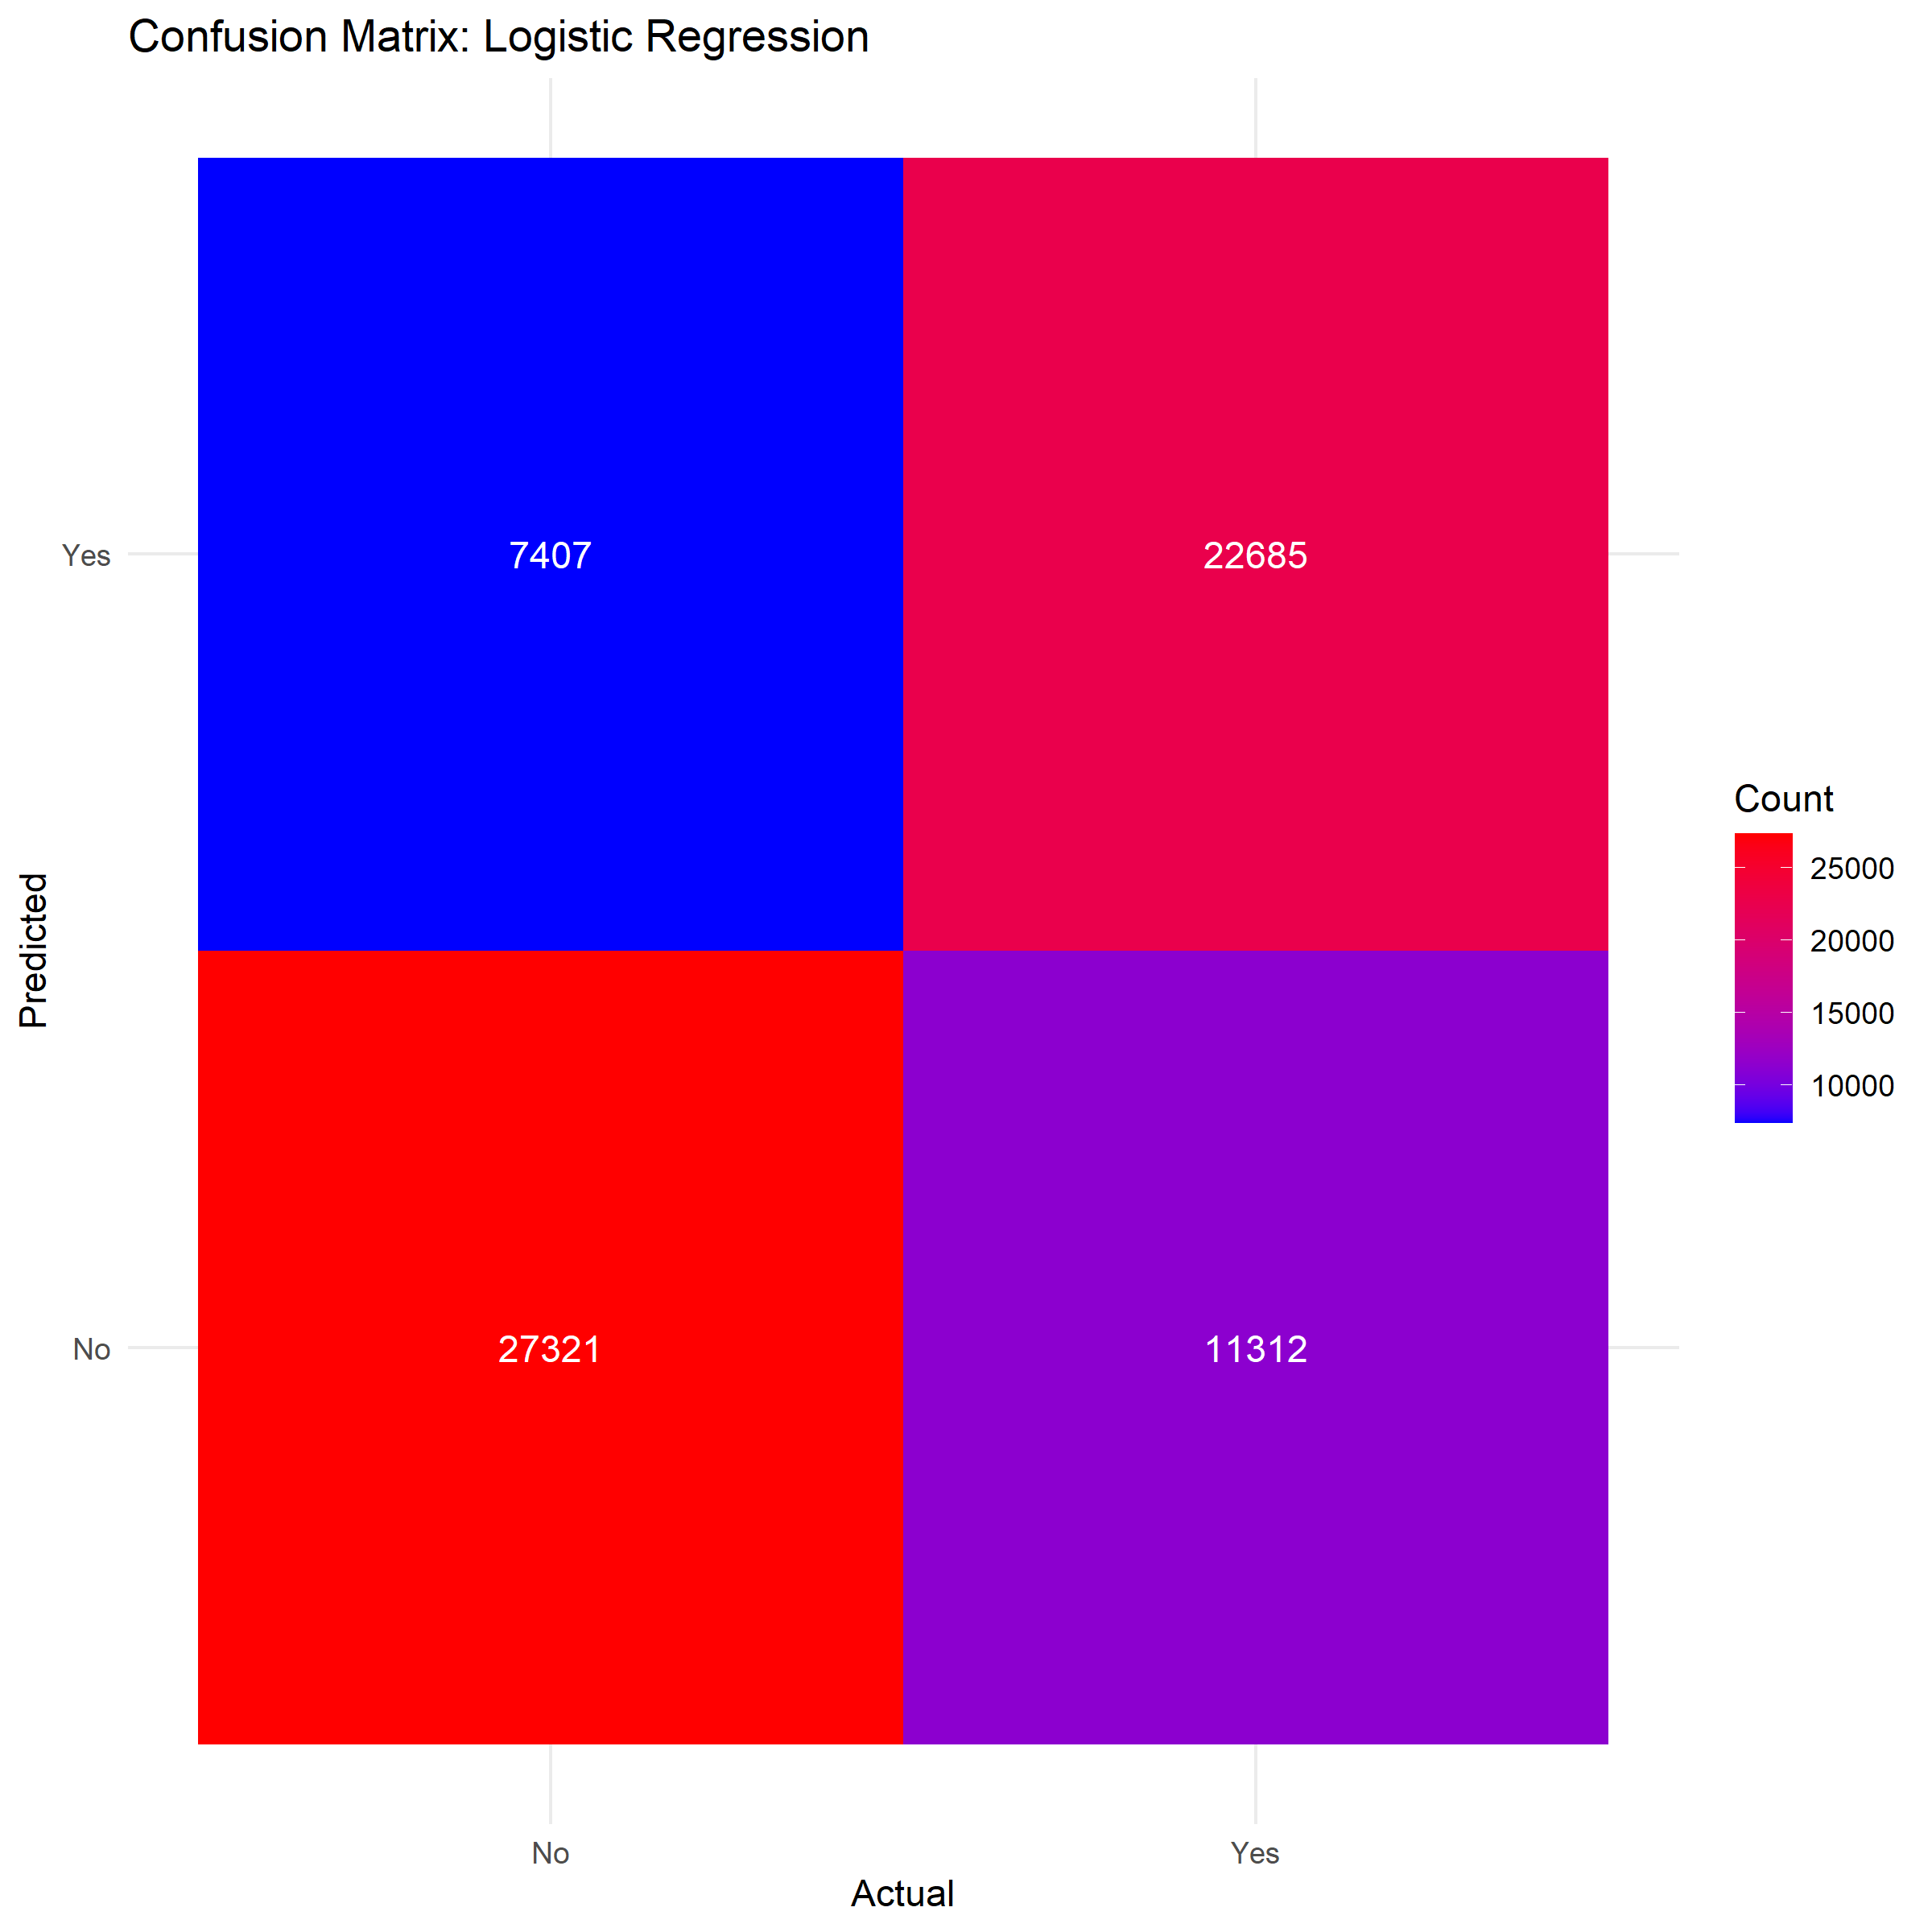 Confusion Matrix: Logistic Regression
Predicted
Yes
7407
22685
No
27321
11312
No
Yes
Actual
Count
25000
20000
15000
10000